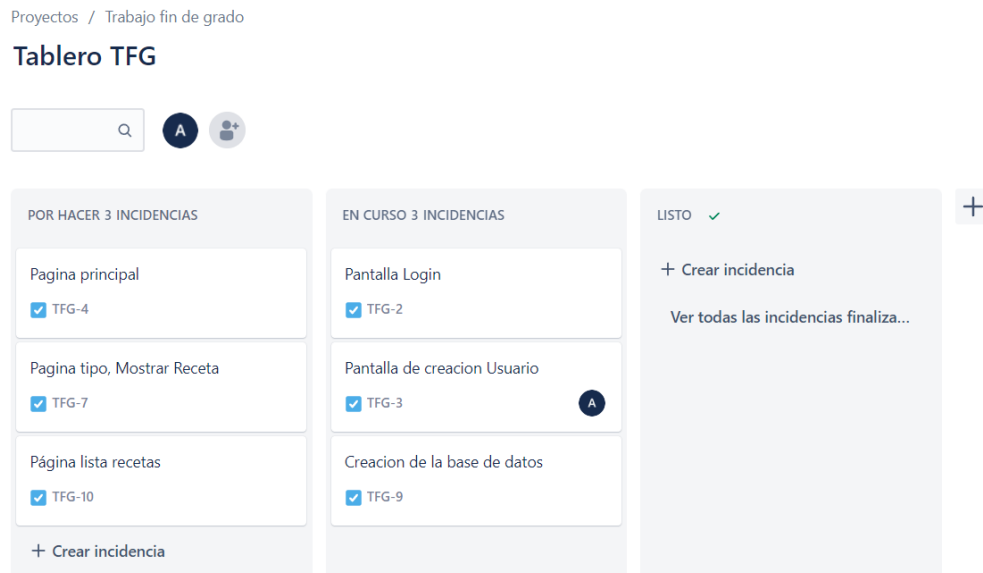 Proyectos / Trabajo fin de grado
Tablero TFG
A
POR HACER 3 INCIDENCIAS
Pagina principal
TFG-4
Pagina tipo, Mostrar Receta
TFG-7
Página lista recetas
TFG-10
+ Crear incidencia
EN CURSO 3 INCIDENCIAS
Pantalla Login
TFG-2
Pantalla de creacion Usuario
TFG-3
A
Creacion de la base de datos
TFG-9
LISTO
+ Crear incidencia
Ver todas las incidencias finaliza...